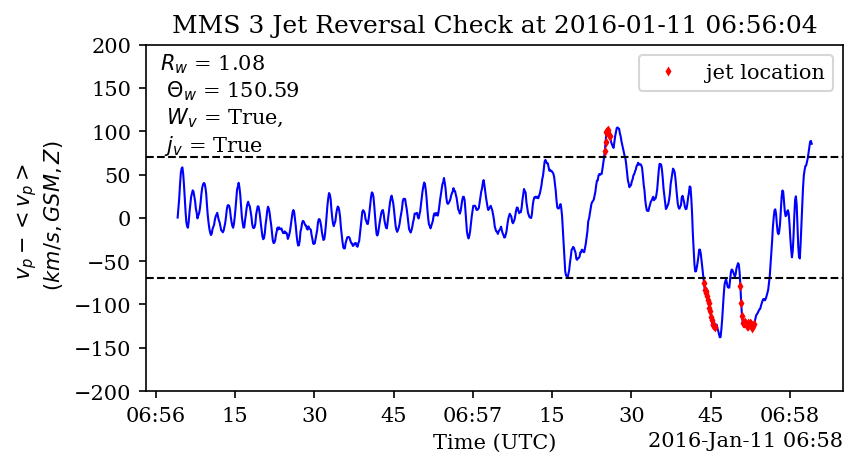 MMS 3 Jet Reversal Check at 2016-01-11 06:56:04
200
150
100
50
0
−50
−100
−150
−200
v_p − < v_p >
(km/s, GSM, Z)
R_w = 1.08
Θ_w = 150.59
W_v = True,
j_v = True
jet location
06:56 15 30 45 06:57 15 30 45 06:58
Time (UTC)
2016-Jan-11 06:58